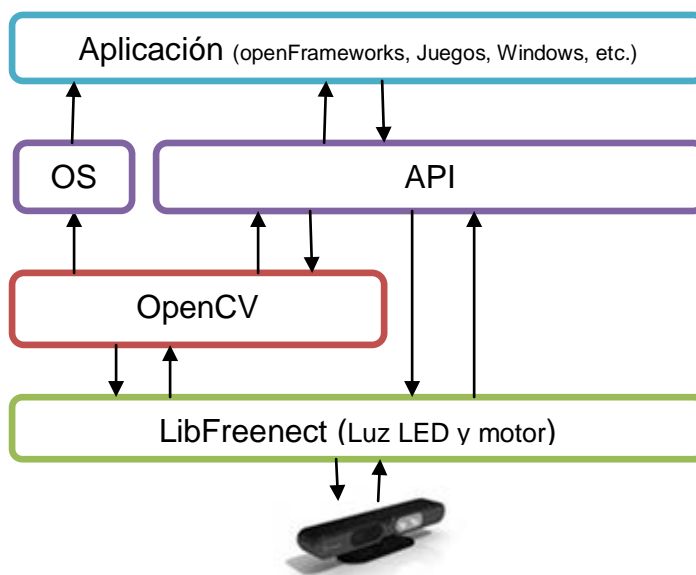 Aplicación (openFrameworks, Juegos, Windows, etc.)
OS
API
OpenCV
LibFreenect (Luz LED y motor)